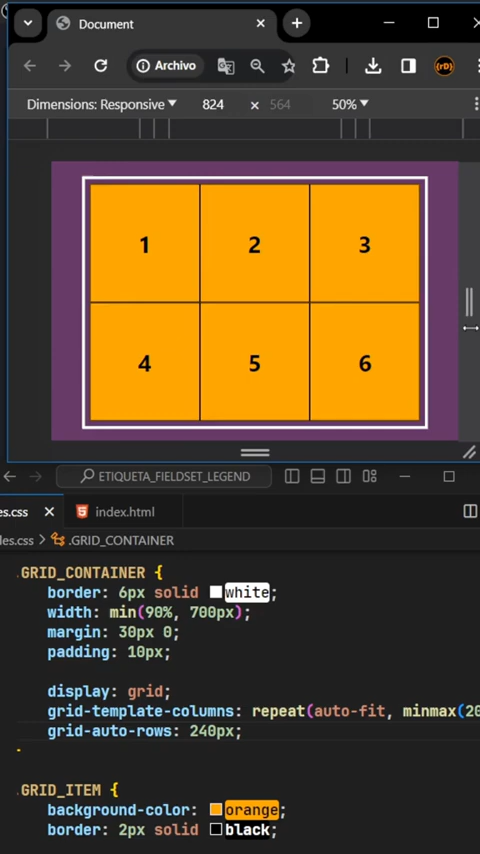 Document
Archivo
{rD}
Dimensions: Responsive 824 × 564 50%
1 2 3
4 5 6
ETIQUETA_FIELDSET_LEGEND
es.css × index.html
les.css > .GRID_CONTAINER
.GRID_CONTAINER {
border: 6px solid white;
width: min(90%, 700px);
margin: 30px 0;
padding: 10px;
display: grid;
grid-template-columns: repeat(auto-fit, minmax(20
grid-auto-rows: 240px;
.GRID_ITEM {
background-color: orange;
border: 2px solid black;